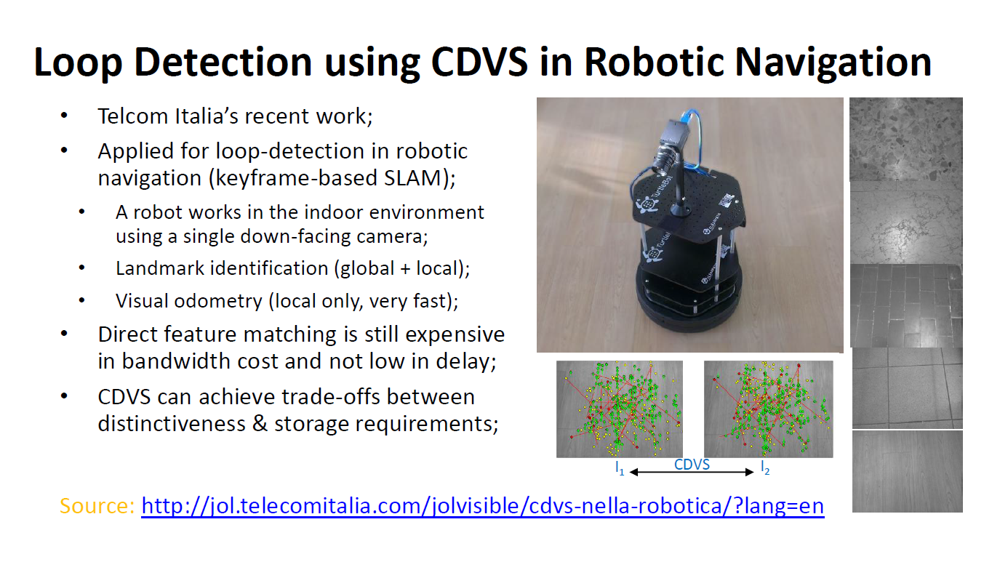 Loop Detection using CDVS in Robotic Navigation
• Telcom Italia’s recent work;
• Applied for loop-detection in robotic
navigation (keyframe-based SLAM);
• A robot works in the indoor environment
using a single down-facing camera;
• Landmark identification (global + local);
• Visual odometry (local only, very fast);
• Direct feature matching is still expensive
in bandwidth cost and not low in delay;
• CDVS can achieve trade-offs between
distinctiveness & storage requirements;
TurtleBot
TurtleBot
I₁ CDVS I₂
Source: http://jol.telecomitalia.com/jolvisible/cdvs-nella-robotica/?lang=en